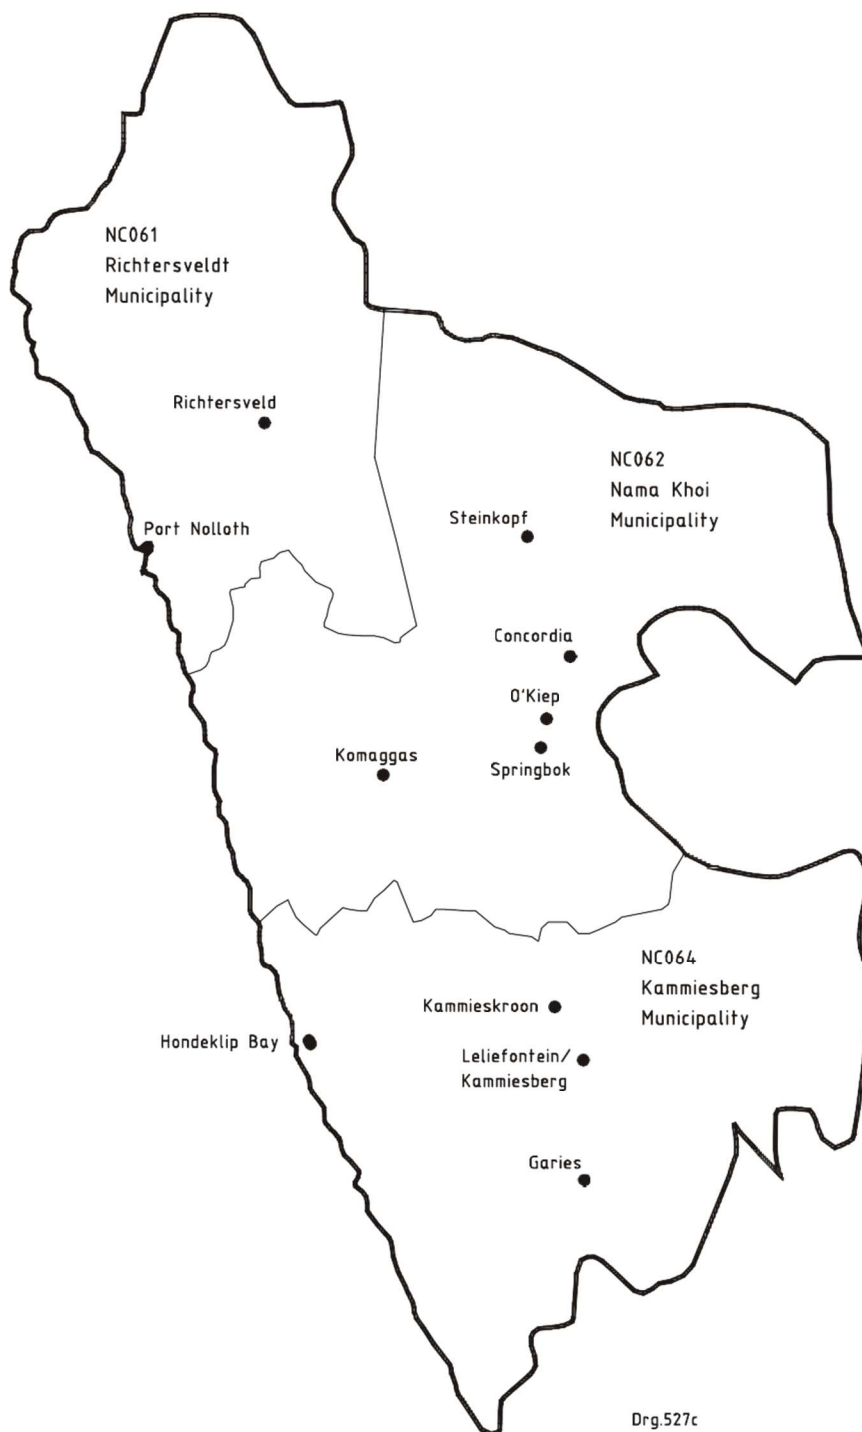 NC061
Richtersveldt
Municipality
Richtersveld
Port Nolloth
NC062
Nama Khoi
Municipality
Steinkopf
Concordia
O'Kiep
Springbok
Komaggas
NC064
Kammiesberg
Municipality
Kammieskroon
Hondeklip Bay
Leliefontein/
Kammiesberg
Garies
Drg.527c